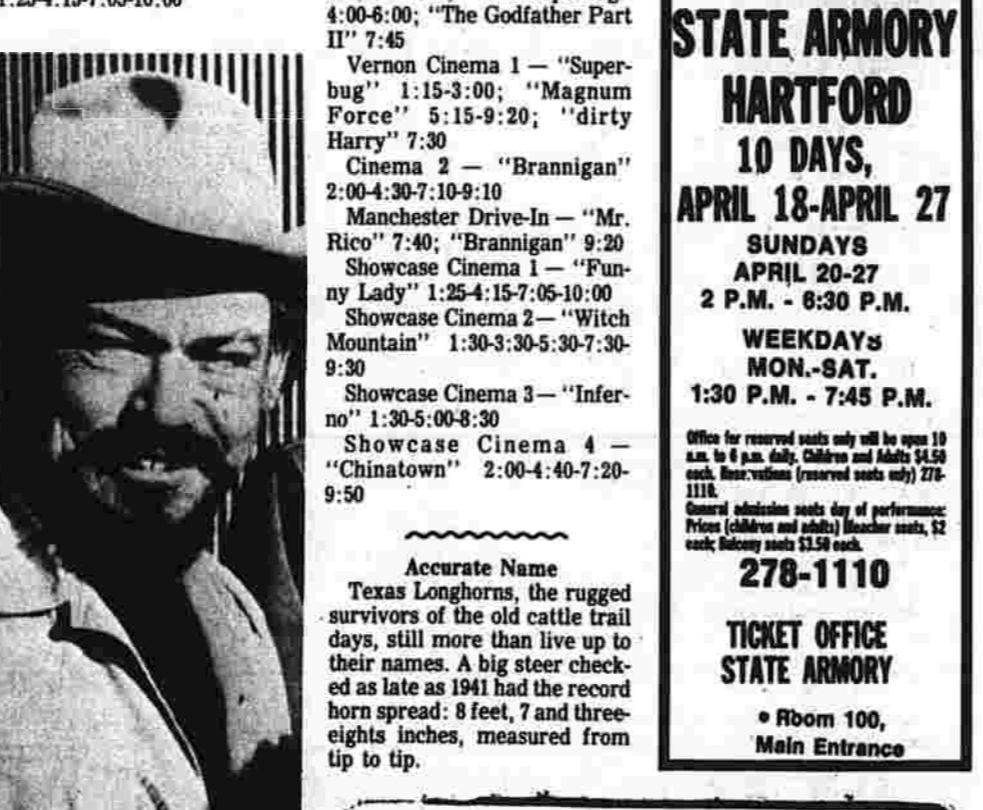 1:25-4:15-7:05-10:00
4:00-6:00; "The Godfather Part
II" 7:45
Vernon Cinema 1 — "Super-
bug" 1:15-3:00; "Magnum
Force" 5:15-9:20; "dirty
Harry" 7:30
Cinema 2 — "Brannigan"
2:00-4:30-7:10-9:10
Manchester Drive-In — "Mr.
Rico" 7:40; "Brannigan" 9:20
Showcase Cinema 1 — "Fun-
ny Lady" 1:25-4:15-7:05-10:00
Showcase Cinema 2— "Witch
Mountain" 1:30-3:30-5:30-7:30-
9:30
Showcase Cinema 3— "Infer-
no" 1:30-5:00-8:30
Showcase Cinema 4 —
"Chinatown" 2:00-4:40-7:20-
9:50
Accurate Name
Texas Longhorns, the rugged
survivors of the old cattle trail
days, still more than live up to
their names. A big steer check-
ed as late as 1941 had the record
horn spread: 8 feet, 7 and three-
eights inches, measured from
tip to tip.
STATE ARMORY
HARTFORD
10 DAYS,
APRIL 18-APRIL 27
SUNDAYS
APRIL 20-27
2 P.M. - 6:30 P.M.
WEEKDAYS
MON.-SAT.
1:30 P.M. - 7:45 P.M.
Office for reserved seats only will be open 10
a.m. to 6 p.m. daily. Children and Adults $4.50
each. Reservations (reserved seats only) 278-
1110.
General admission seats day of performance:
Prices (children and adults) Bleacher seats, $2
each; Balcony seats $3.50 each.
278-1110
TICKET OFFICE
STATE ARMORY
• Room 100,
Main Entrance